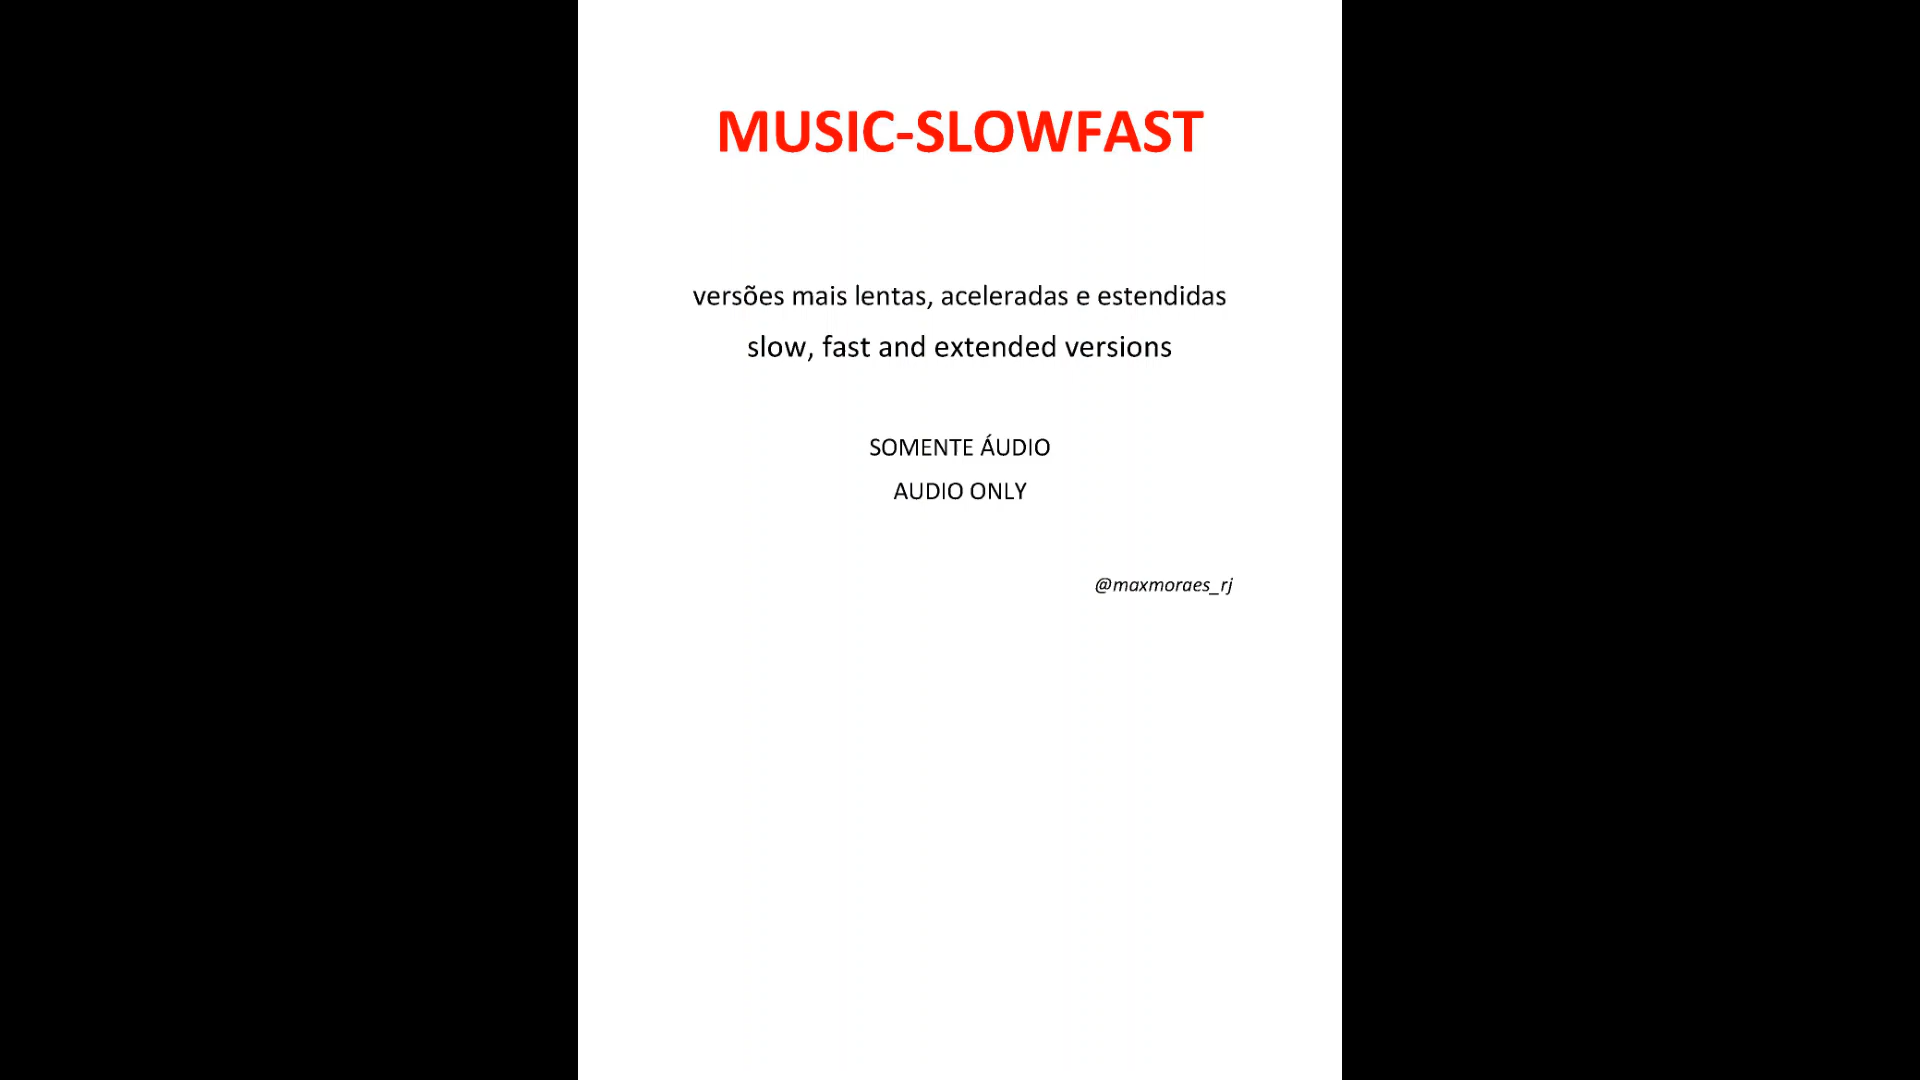 MUSIC-SLOWFAST
versões mais lentas, aceleradas e estendidas
slow, fast and extended versions
SOMENTE ÁUDIO
AUDIO ONLY
@maxmoraes_rj